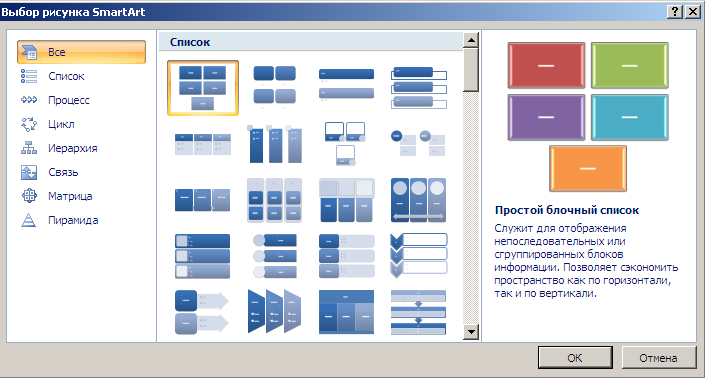 Выбор рисунка SmartArt
Все
Список
Процесс
Цикл
Иерархия
Связь
Матрица
Пирамида
Список
Простой блочный список
Служит для отображения
непоследовательных или
сгруппированных блоков
информации. Позволяет сэкономить
пространство как по горизонтали,
так и по вертикали.
ОК
Отмена